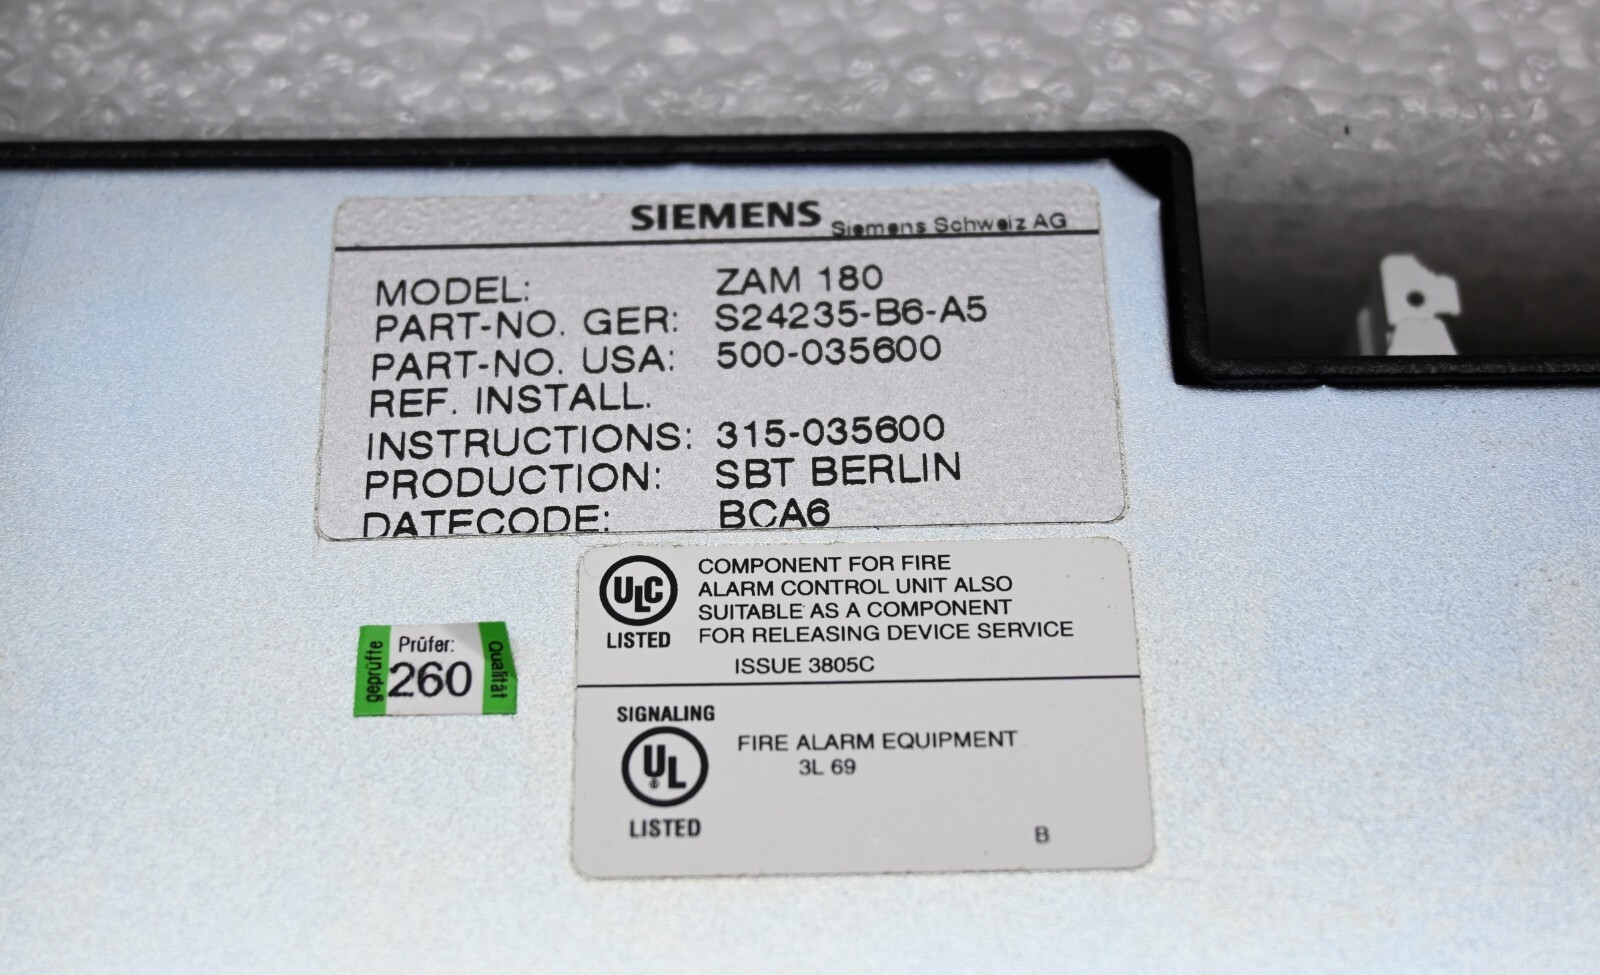 SIEMENS Siemens Schweiz AG
MODEL: ZAM 180
PART-NO. GER: S24235-B6-A5
PART-NO. USA: 500-035600
REF. INSTALL.
INSTRUCTIONS: 315-035600
PRODUCTION: SBT BERLIN
DATECODE: BCA6
ULC
LISTED
COMPONENT FOR FIRE
ALARM CONTROL UNIT ALSO
SUITABLE AS A COMPONENT
FOR RELEASING DEVICE SERVICE
ISSUE 3805C
geprüfte
Prüfer:
260
Qualität
SIGNALING
UL
®
LISTED
FIRE ALARM EQUIPMENT
3L 69
B